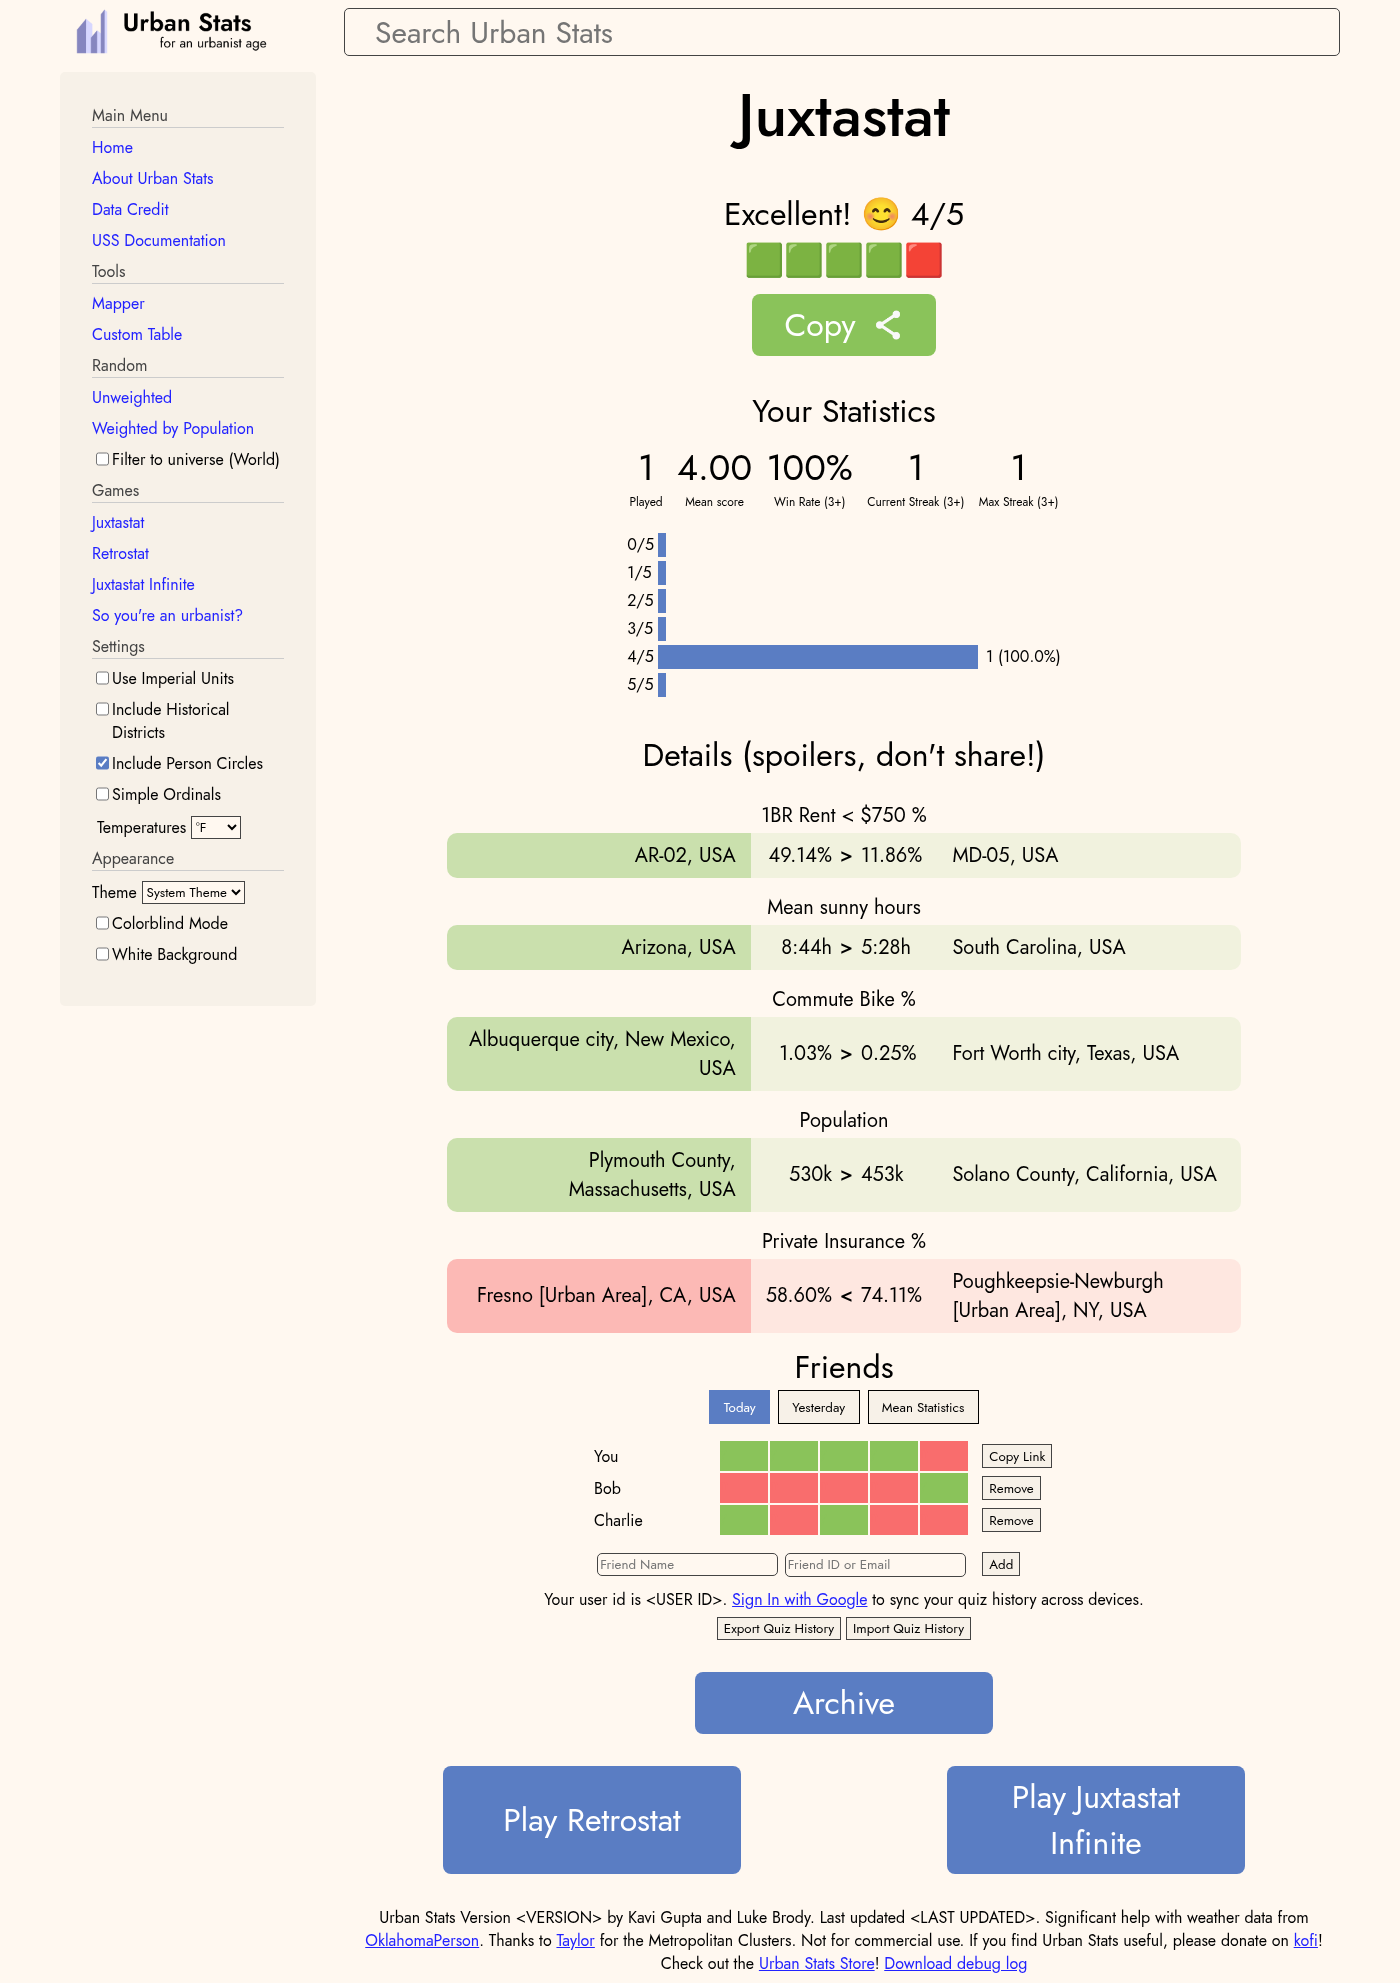 Urban Stats
for an urbanist age
Search Urban Stats
Main Menu
Home
About Urban Stats
Data Credit
USS Documentation
Tools
Mapper
Custom Table
Random
Unweighted
Weighted by Population
Filter to universe (World)
Games
Juxtastat
Retrostat
Juxtastat Infinite
So you're an urbanist?
Settings
Use Imperial Units
Include Historical
Districts
Include Person Circles
Simple Ordinals
Temperatures °F
Appearance
Theme System Theme
Colorblind Mode
White Background
Juxtastat
Excellent! 😊 4/5
🟩🟩🟩🟩🟥
Copy
Your Statistics
1 4.00 100% 1 1
Played Mean score Win Rate (3+) Current Streak (3+) Max Streak (3+)
0/5
1/5
2/5
3/5
4/5 1 (100.0%)
5/5
Details (spoilers, don't share!)
1BR Rent < $750 %
AR-02, USA 49.14% > 11.86% MD-05, USA
Mean sunny hours
Arizona, USA 8:44h > 5:28h South Carolina, USA
Commute Bike %
Albuquerque city, New Mexico,
USA 1.03% > 0.25% Fort Worth city, Texas, USA
Population
Plymouth County,
Massachusetts, USA 530k > 453k Solano County, California, USA
Private Insurance %
Fresno [Urban Area], CA, USA 58.60% < 74.11% Poughkeepsie-Newburgh
[Urban Area], NY, USA
Friends
Today Yesterday Mean Statistics
You Copy Link
Bob Remove
Charlie Remove
Friend Name Friend ID or Email Add
Your user id is <USER ID>. Sign In with Google to sync your quiz history across devices.
Export Quiz History Import Quiz History
Archive
Play Retrostat
Play Juxtastat
Infinite
Urban Stats Version <VERSION> by Kavi Gupta and Luke Brody. Last updated <LAST UPDATED>. Significant help with weather data from
OklahomaPerson. Thanks to Taylor for the Metropolitan Clusters. Not for commercial use. If you find Urban Stats useful, please donate on kofi!
Check out the Urban Stats Store! Download debug log